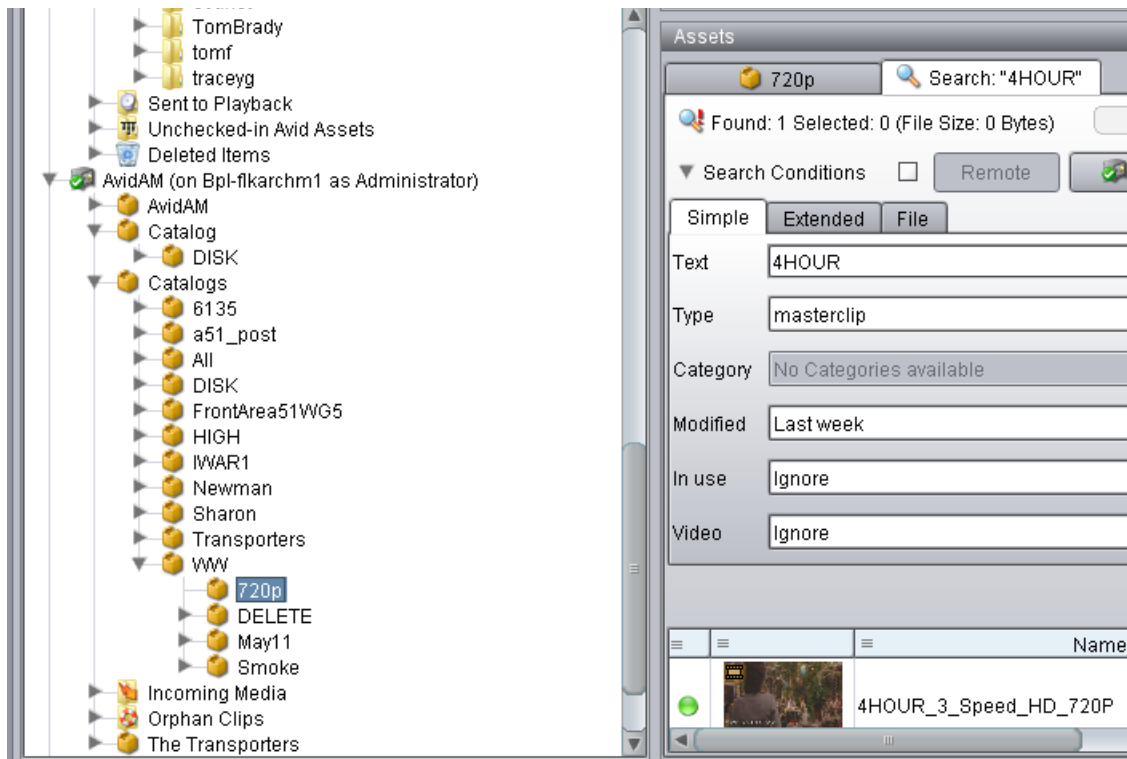 TomBrady
tomf
traceyg
Sent to Playback
Unchecked-in Avid Assets
Deleted Items
AvidAM (on Bpl-flkarchm1 as Administrator)
AvidAM
Catalog
DISK
Catalogs
6135
a51_post
All
DISK
FrontArea51WG5
HIGH
IWAR1
Newman
Sharon
Transporters
WW
720p
DELETE
May11
Smoke
Incoming Media
Orphan Clips
The Transporters
Assets
720p
Search: "4HOUR"
Found: 1 Selected: 0 (File Size: 0 Bytes)
Search Conditions
Remote
Simple Extended File
Text 4HOUR
Type masterclip
Category No Categories available
Modified Last week
In use Ignore
Video Ignore
Name
4HOUR_3_Speed_HD_720P